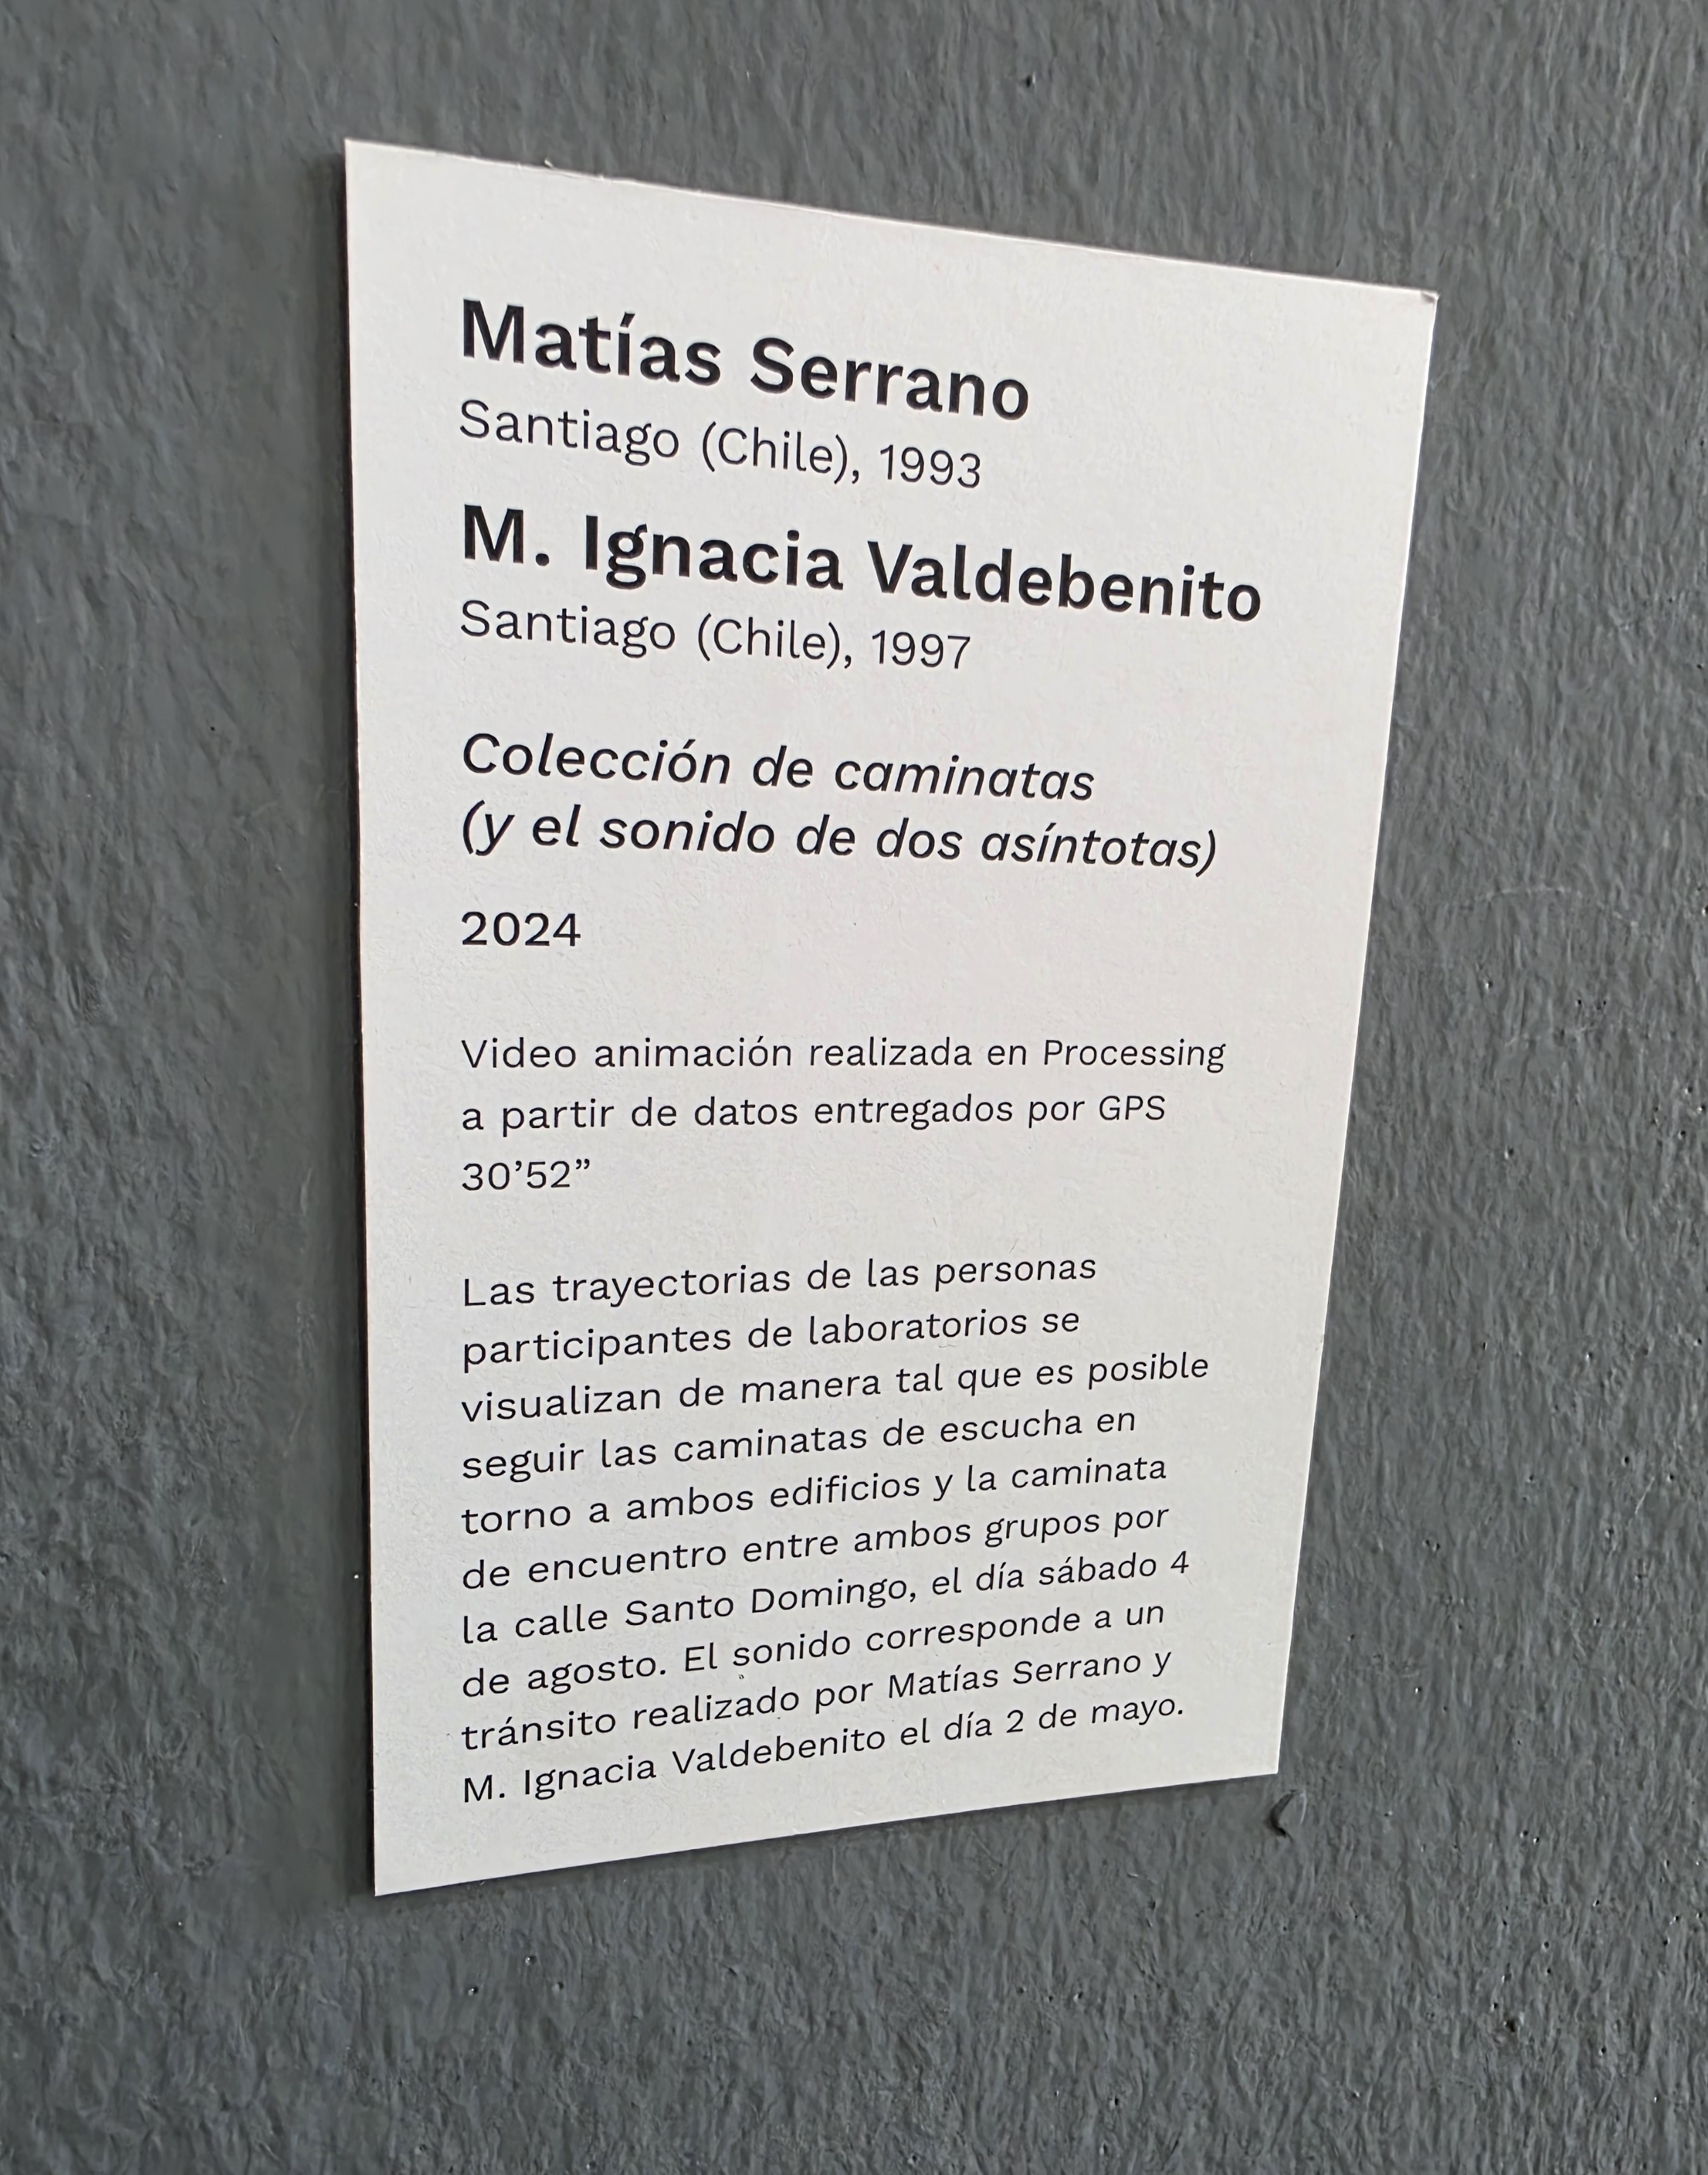 Matías Serrano
Santiago (Chile), 1993
M. Ignacia Valdebenito
Santiago (Chile), 1997
Colección de caminatas
(y el sonido de dos asíntotas)
2024
Video animación realizada en Processing
a partir de datos entregados por GPS
30’52”
Las trayectorias de las personas
participantes de laboratorios se
visualizan de manera tal que es posible
seguir las caminatas de escucha en
torno a ambos edificios y la caminata
de encuentro entre ambos grupos por
la calle Santo Domingo, el día sábado 4
de agosto. El sonido corresponde a un
tránsito realizado por Matías Serrano y
M. Ignacia Valdebenito el día 2 de mayo.